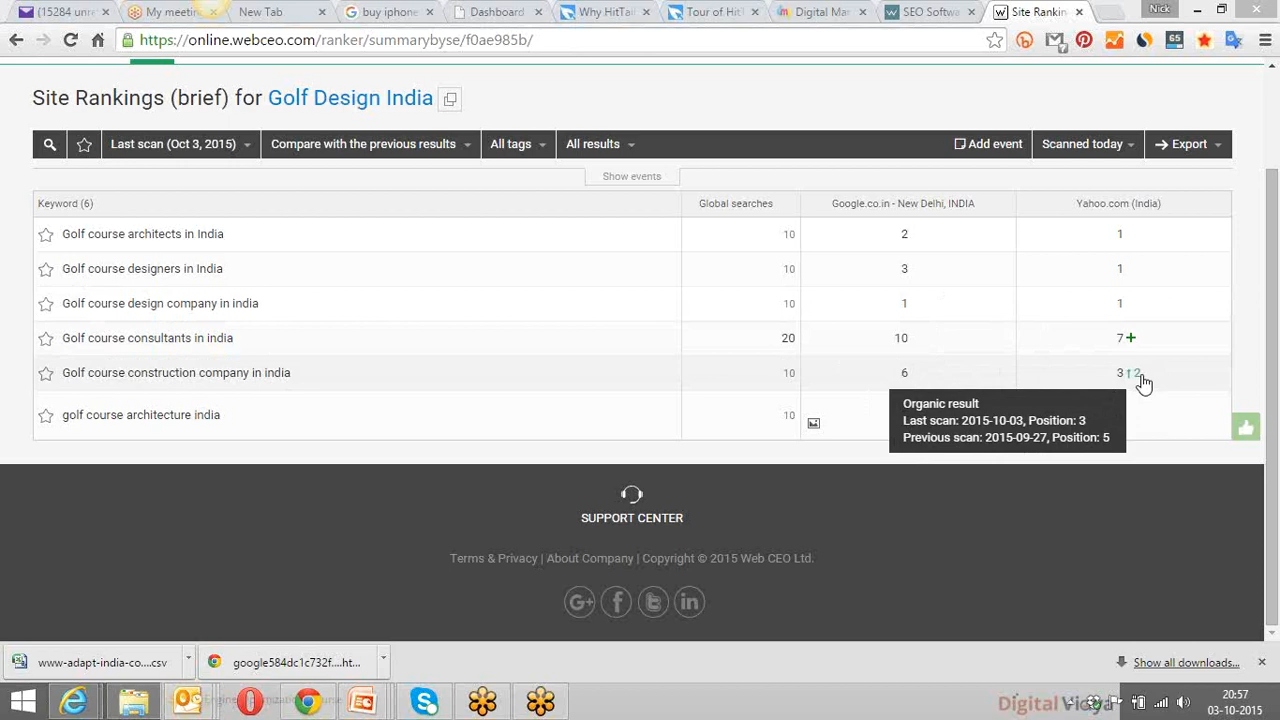 (15284 unre
My meetin
New Tab
buy iphone
Dashboard
Why HitTai
Tour of HitT
Digital Mar
SEO Softwa
Site Rankin
Nick
https://online.webceo.com/ranker/summarybyse/f0ae985b/
65
Site Rankings (brief) for Golf Design India
Last scan (Oct 3, 2015)
Compare with the previous results
All tags
All results
Add event
Scanned today
Export
Show events
Keyword (6) Global searches Google.co.in - New Delhi, INDIA Yahoo.com (India)
Golf course architects in India 10 2 1
Golf course designers in India 10 3 1
Golf course design company in india 10 1 1
Golf course consultants in india 20 10 7+
Golf course construction company in india 10 6 3↑2
golf course architecture india 10
Organic result
Last scan: 2015-10-03, Position: 3
Previous scan: 2015-09-27, Position: 5
SUPPORT CENTER
Terms & Privacy | About Company | Copyright © 2015 Web CEO Ltd.
www-adapt-india-co....csv
google584dc1c732f....ht...
Show all downloads...
20:57
03-10-2015